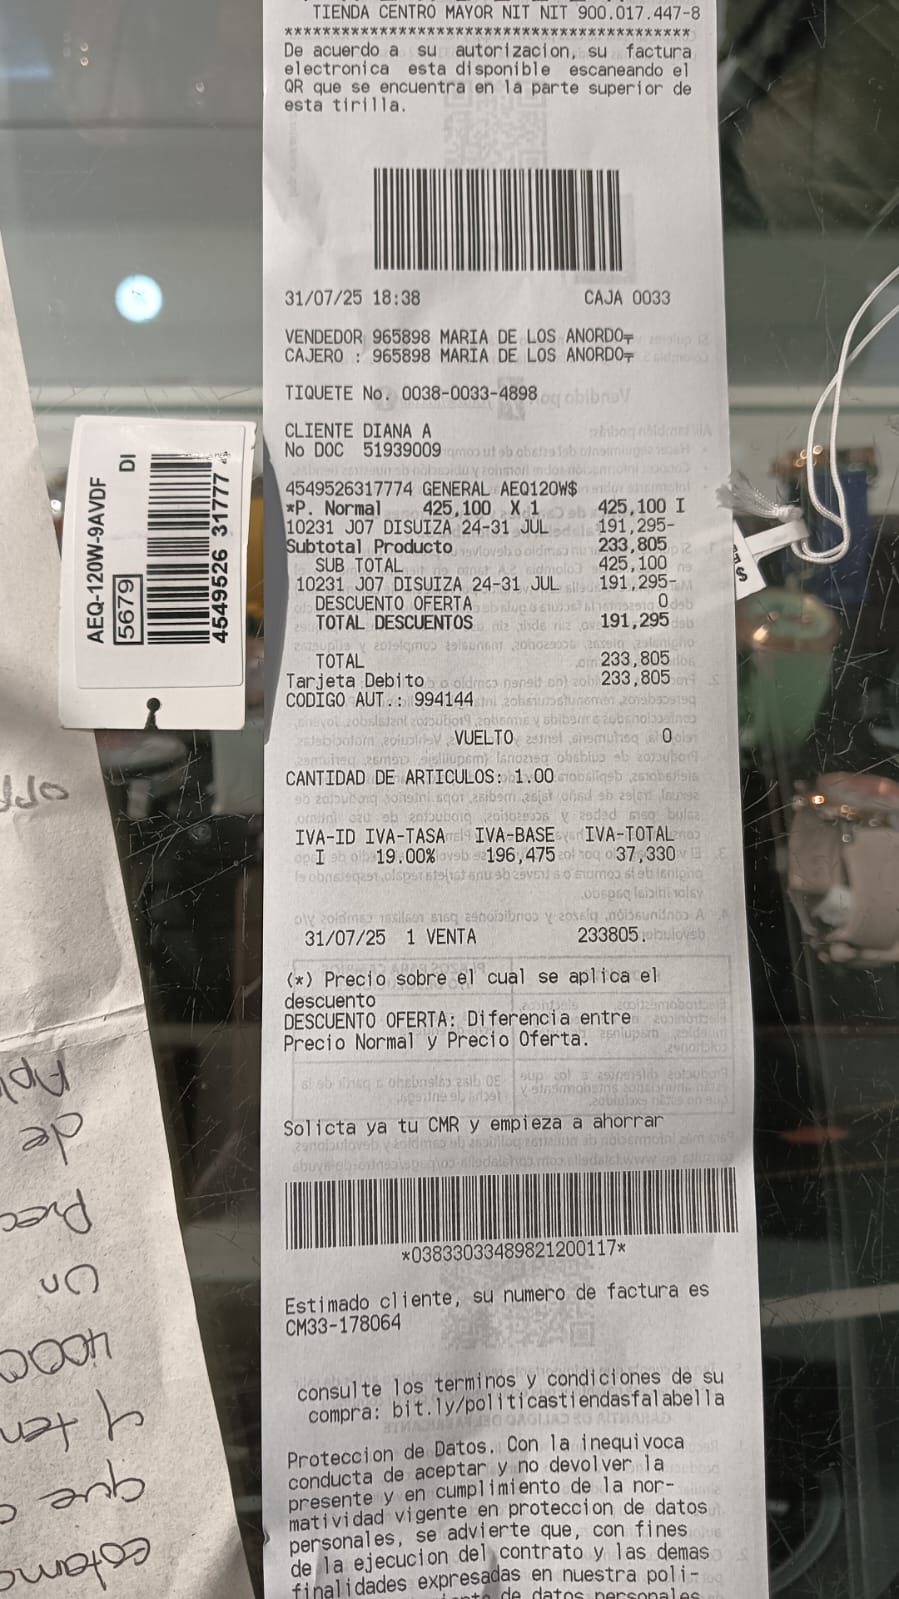 TIENDA CENTRO MAYOR NIT NIT 900.017.447-8
******************************************
De acuerdo a su autorizacion, su factura
electronica esta disponible escaneando el
QR que se encuentra en la parte superior de
esta tirilla.
31/07/25 18:38 CAJA 0033
VENDEDOR 965898 MARIA DE LOS ANORDO
CAJERO : 965898 MARIA DE LOS ANORDO
TIQUETE No. 0038-0033-4898
CLIENTE DIANA A
No DOC 51939009
4549526317774 GENERAL AEQ120W$
*P. Normal 425,100 X 1 425,100 I
10231 J07 DISUIZA 24-31 JUL 191,295-
Subtotal Producto 233,805
SUB TOTAL 425,100
10231 J07 DISUIZA 24-31 JUL 191,295-
DESCUENTO OFERTA 0
TOTAL DESCUENTOS 191,295
TOTAL 233,805
Tarjeta Debito 233,805
CODIGO AUT.: 994144
VUELTO 0
CANTIDAD DE ARTICULOS: 1.00
IVA-ID IVA-TASA IVA-BASE IVA-TOTAL
I 19.00% 196,475 37,330
31/07/25 1 VENTA 233805.
(*) Precio sobre el cual se aplica el
descuento
DESCUENTO OFERTA: Diferencia entre
Precio Normal y Precio Oferta.
Solicta ya tu CMR y empieza a ahorrar
*03833033489821200117*
Estimado cliente, su numero de factura es
CM33-178064
consulte los terminos y condiciones de su
compra: bit.ly/politicastiendasfalabella
Proteccion de Datos. Con la inequivoca
conducta de aceptar y no devolver la
presente y en cumplimiento de la nor-
matividad vigente en proteccion de datos
personales, se advierte que, con fines
de la ejecucion del contrato y las demas
finalidades expresadas en nuestra poli-
de datos personales
AEQ-120W-9AVDF DI
5679
4549526 317774
de
un
4000
y ten
que
estamo